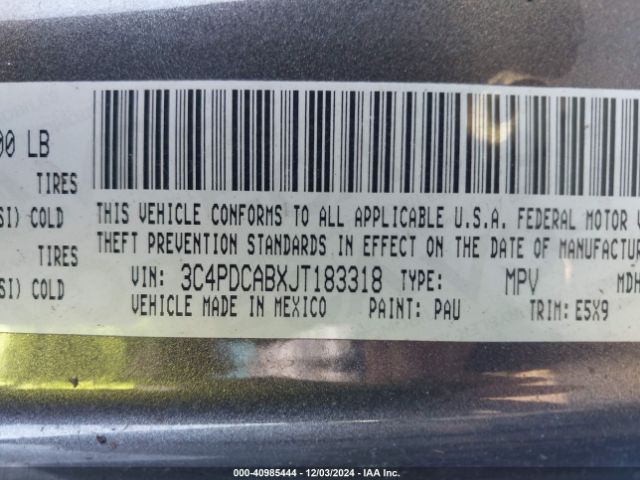 00 LB
TIRES
SI) COLD
TIRES
SI) COLD
THIS VEHICLE CONFORMS TO ALL APPLICABLE U.S.A. FEDERAL MOTOR V
THEFT PREVENTION STANDARDS IN EFFECT ON THE DATE OF MANUFACTUR
VIN: 3C4PDCABXJT183318 TYPE: MPV MDH
VEHICLE MADE IN MEXICO PAINT: PAU TRIM: E5X9
000-40985444 - 12/03/2024 - IAA Inc.